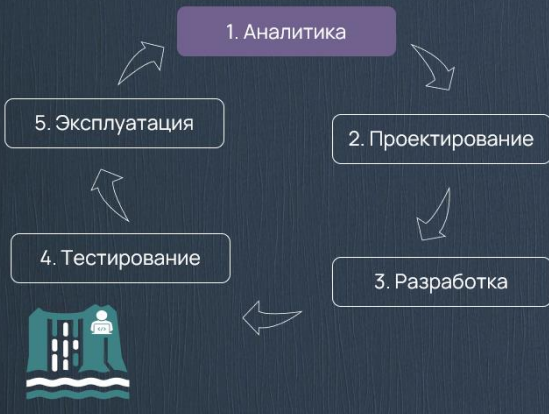 1. Аналитика
2. Проектирование
3. Разработка
4. Тестирование
5. Эксплуатация